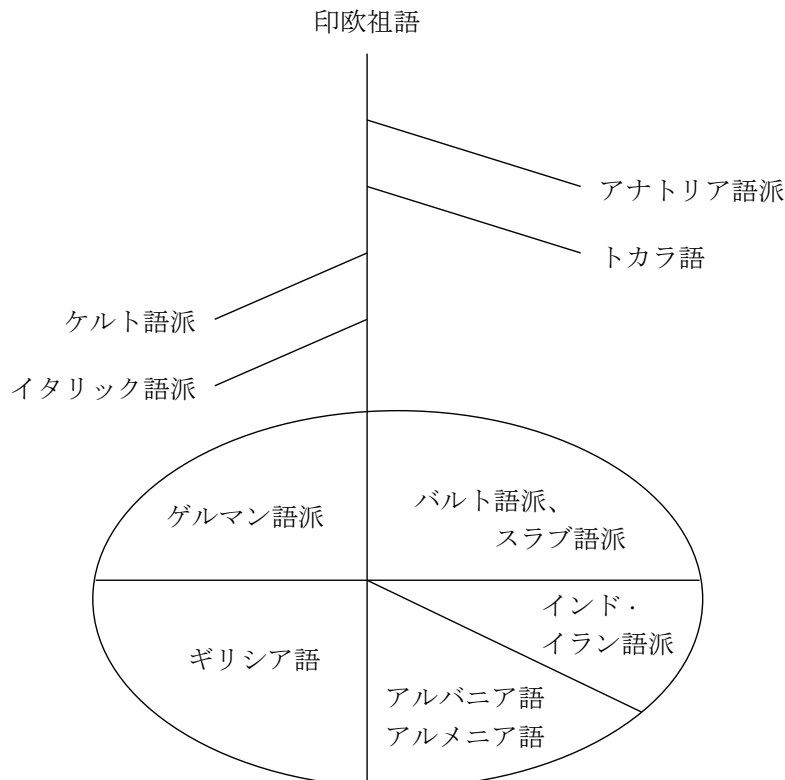 印欧祖語
アナトリア語派
トカラ語
ケルト語派
イタリック語派
ゲルマン語派
バルト語派、
スラブ語派
インド・
イラン語派
ギリシア語
アルバニア語
アルメニア語